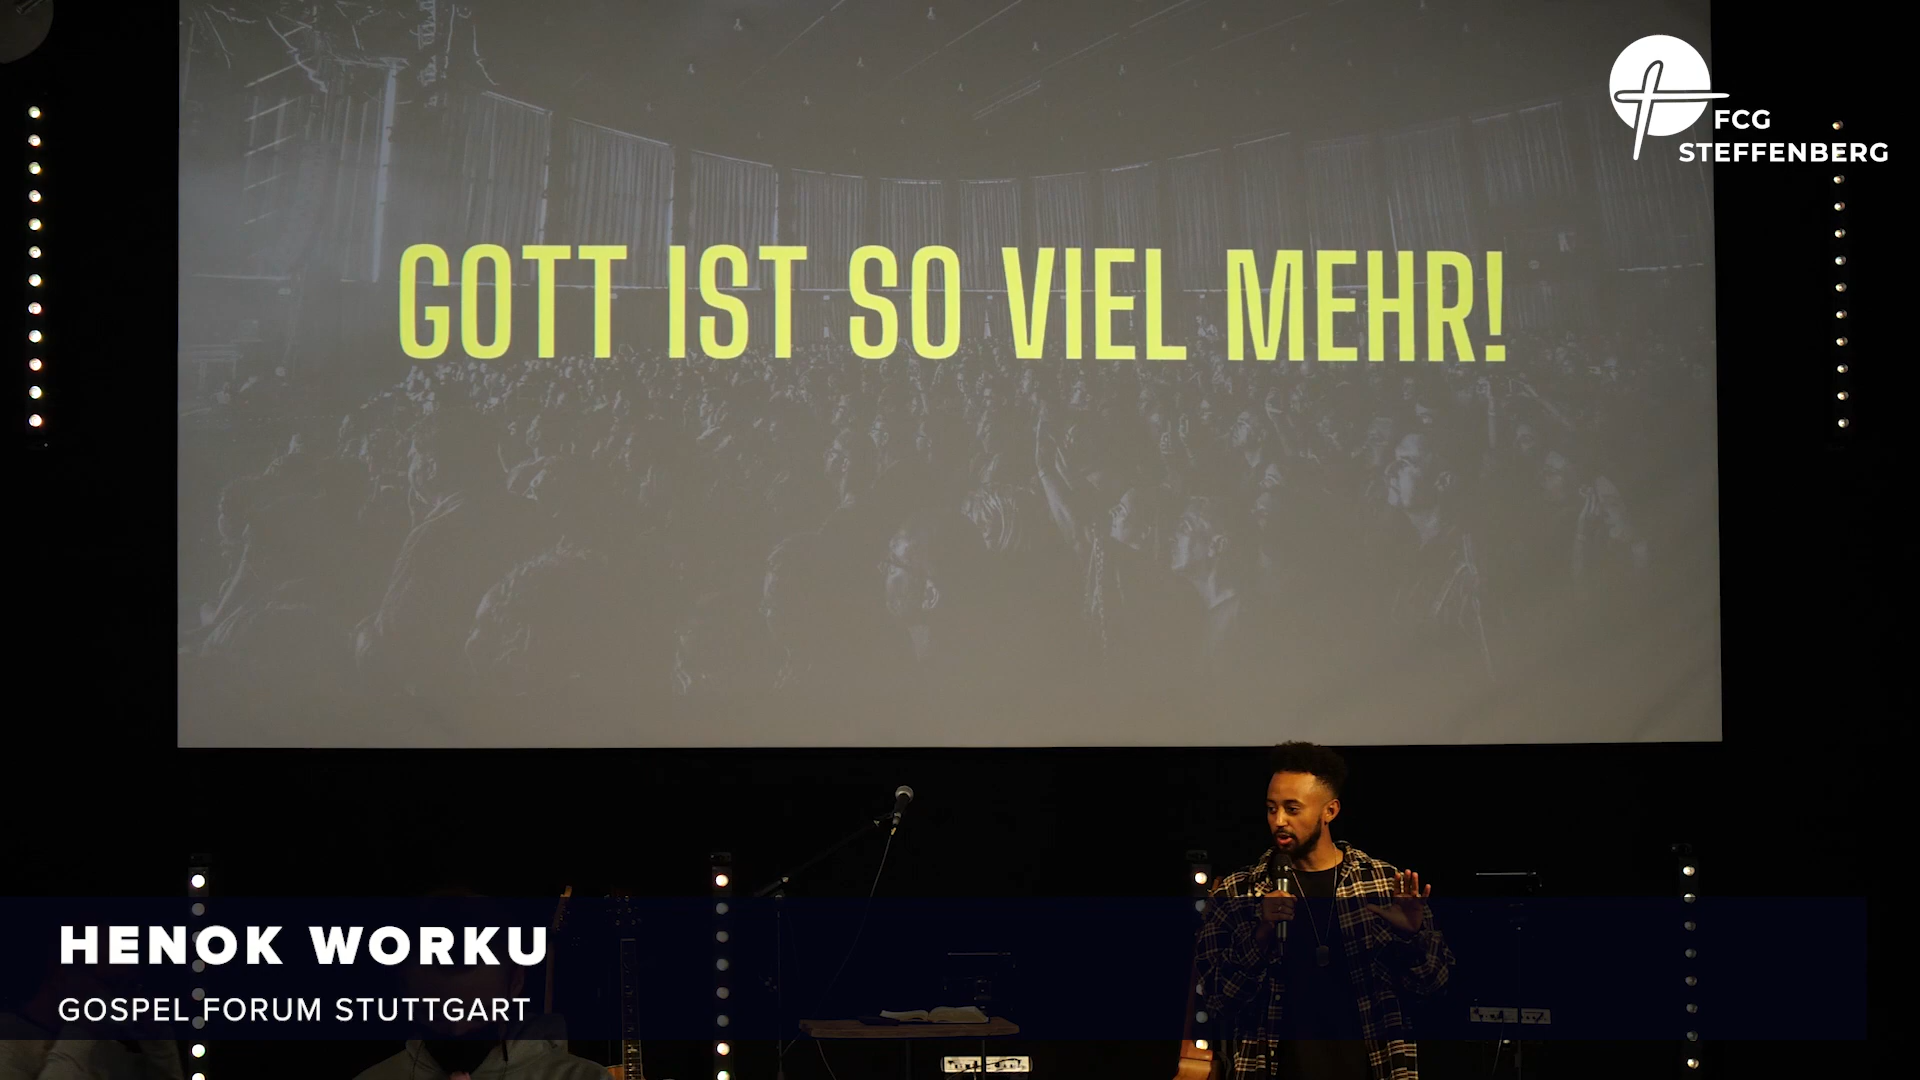 FCG
STEFFENBERG
GOTT IST SO VIEL MEHR!
HENOK WORKU
GOSPEL FORUM STUTTGART